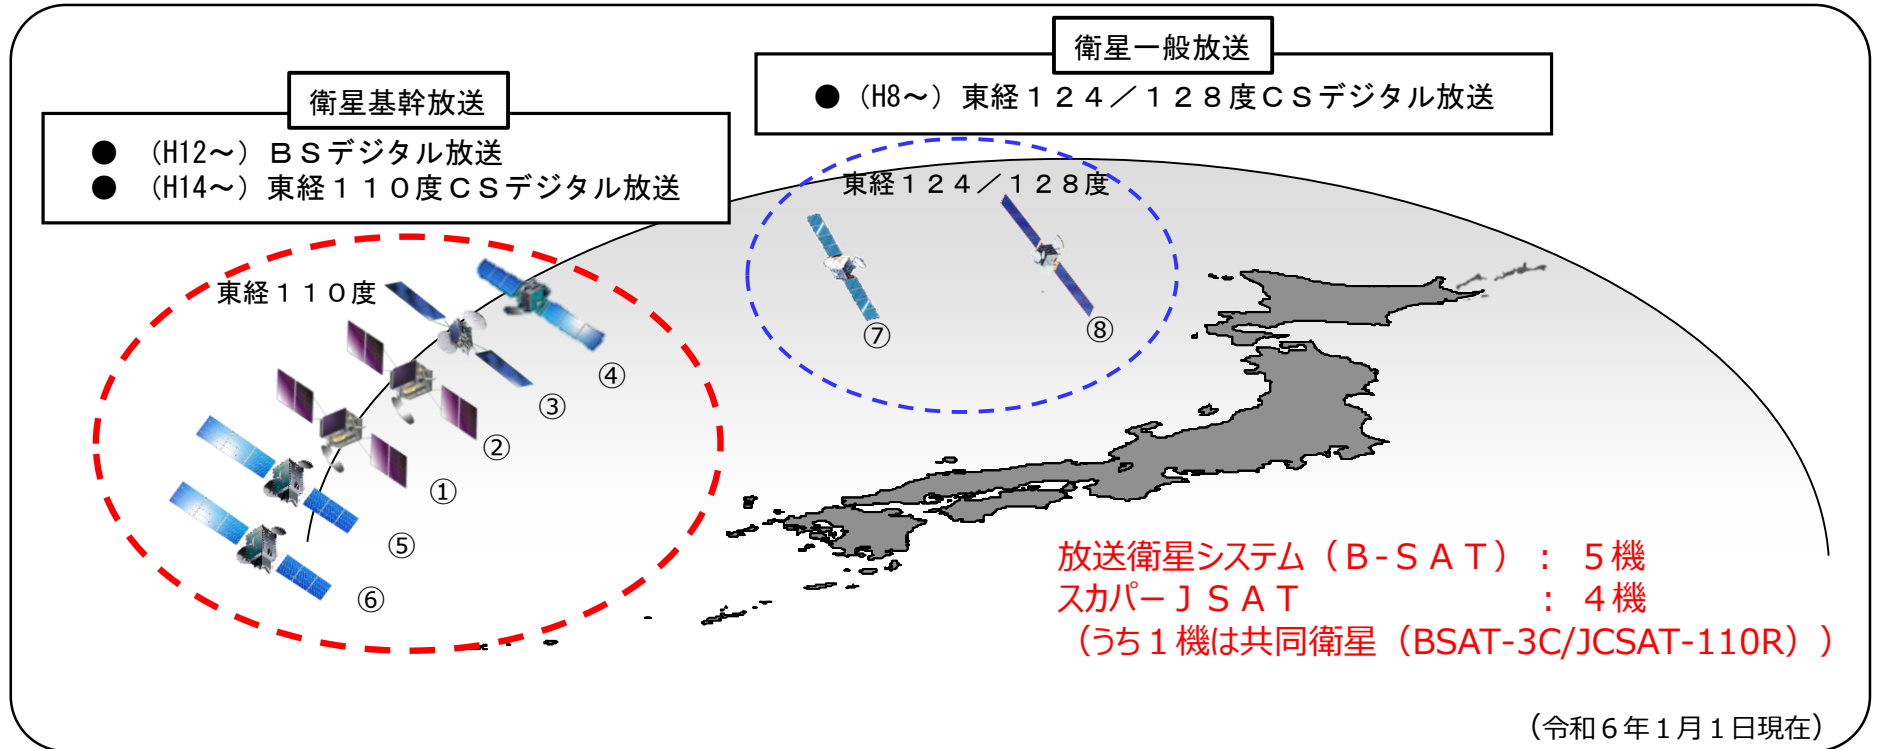 衛星一般放送
●（H8～）東経１２４／１２８度ＣＳデジタル放送
衛星基幹放送
● （H12～）ＢＳデジタル放送
● （H14～）東経１１０度ＣＳデジタル放送
東経１２４／１２８度
東経１１０度
⑦
⑧
④
③
②
①
⑤
⑥
放送衛星システム（Ｂ-ＳＡＴ）： ５機
スカパーＪＳＡＴ ： ４機
（うち１機は共同衛星（BSAT-3C/JCSAT-110R））
（令和６年１月１日現在）